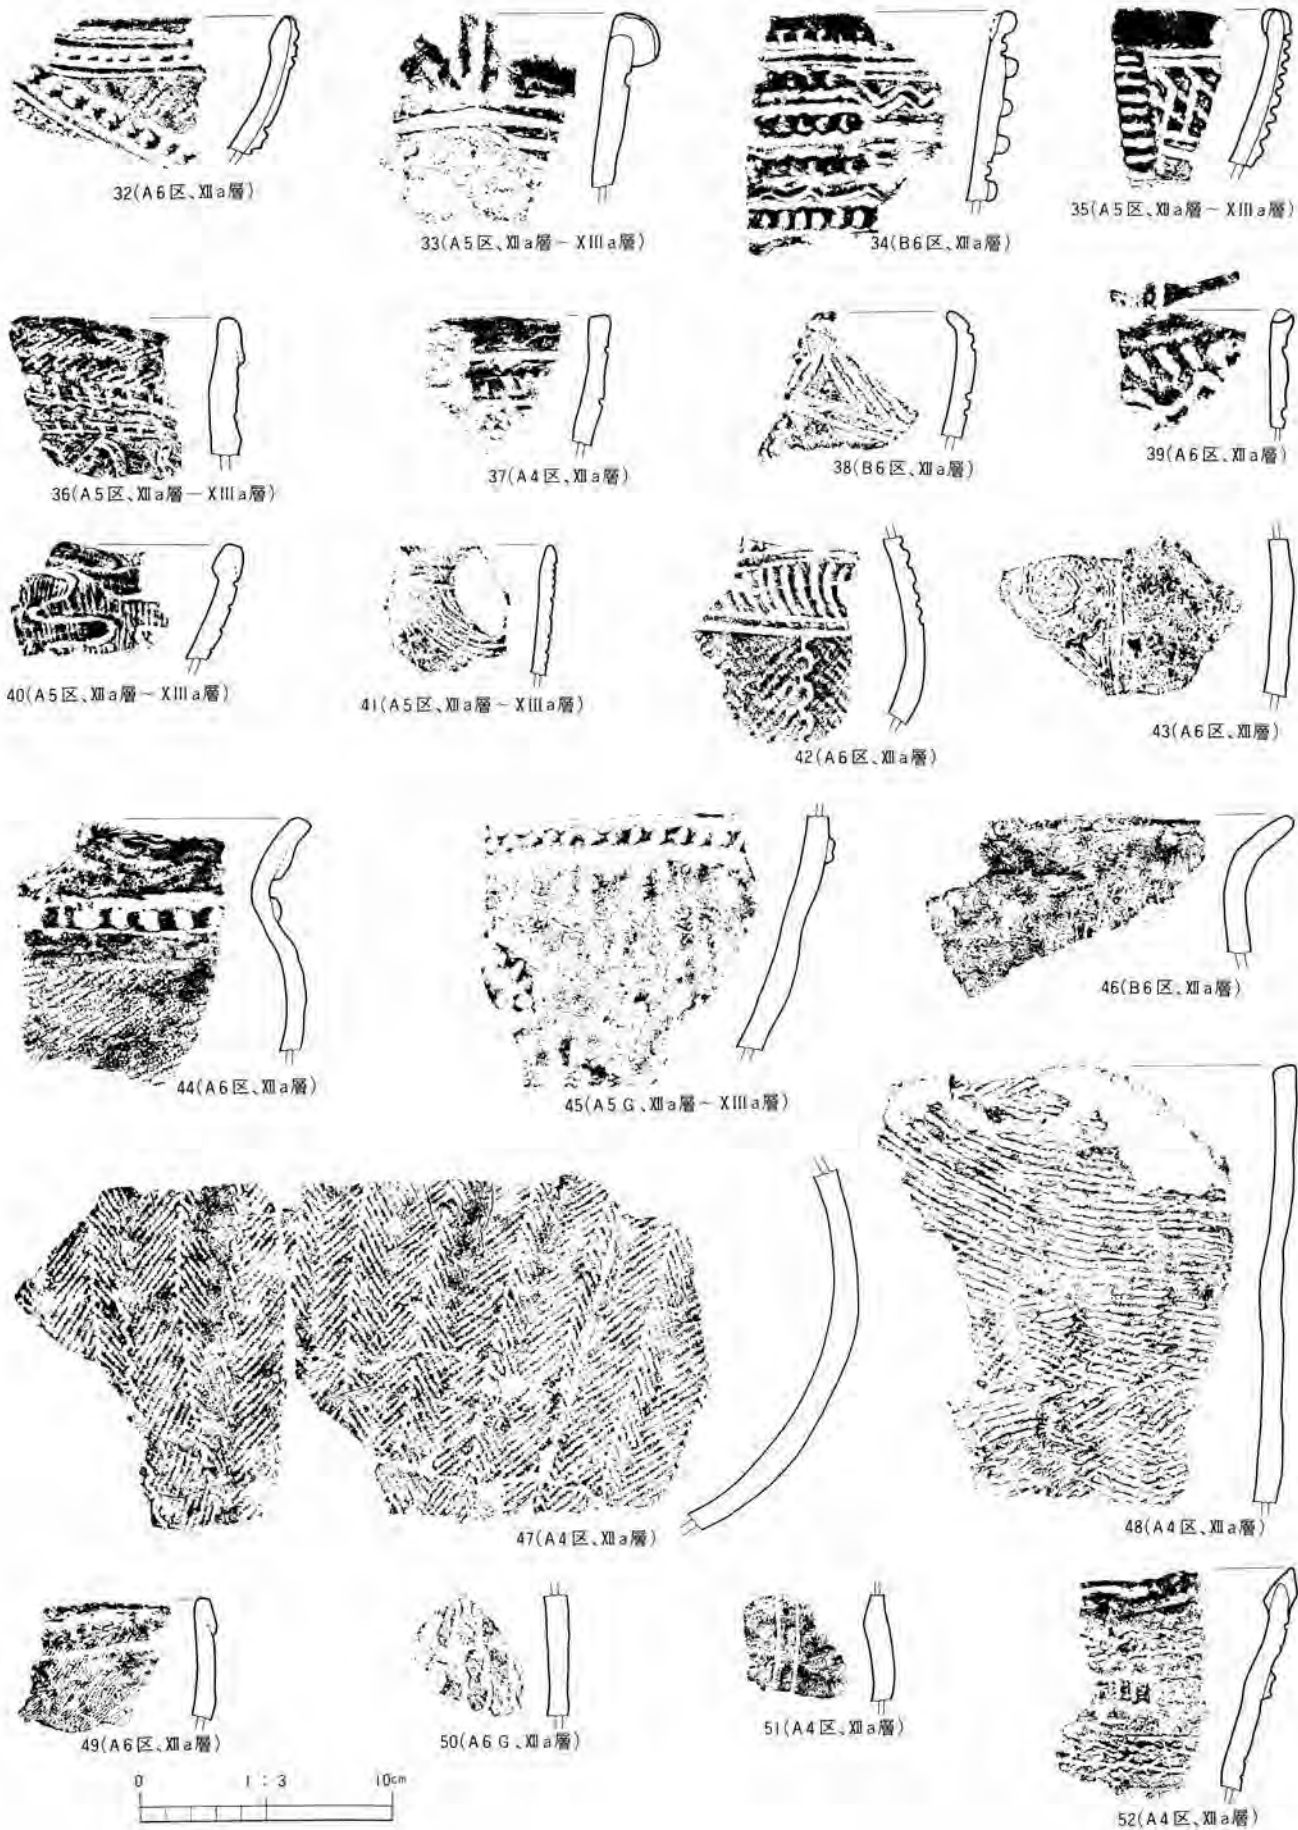 32(A6区、Ⅻa層)
33(A5区、Ⅻa層~XⅢa層)
34(B6区、Ⅻa層)
35(A5区、Ⅻa層~XⅢa層)
36(A5区、Ⅻa層~XⅢa層)
37(A4区、Ⅻa層)
38(B6区、Ⅻa層)
39(A6区、Ⅻa層)
40(A5区、Ⅻa層~XⅢa層)
41(A5区、Ⅻa層~XⅢa層)
42(A6区、Ⅻa層)
43(A6区、Ⅻ層)
44(A6区、Ⅻa層)
45(A5G、Ⅻa層~XⅢa層)
46(B6区、Ⅻa層)
47(A4区、Ⅻa層)
48(A4区、Ⅻa層)
49(A6区、Ⅻa層)
50(A6G、Ⅻa層)
51(A4区、Ⅻa層)
52(A4区、Ⅻa層)
0 1:3 10cm